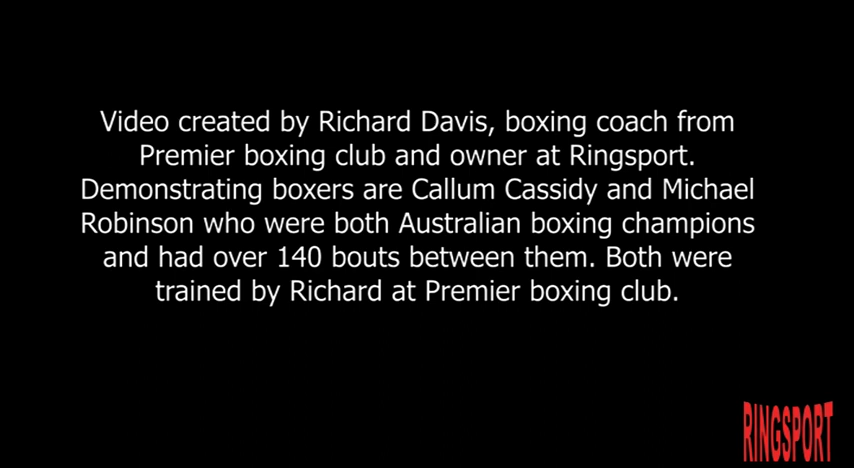 Video created by Richard Davis, boxing coach from
Premier boxing club and owner at Ringsport.
Demonstrating boxers are Callum Cassidy and Michael
Robinson who were both Australian boxing champions
and had over 140 bouts between them. Both were
trained by Richard at Premier boxing club.
RINGSPORT